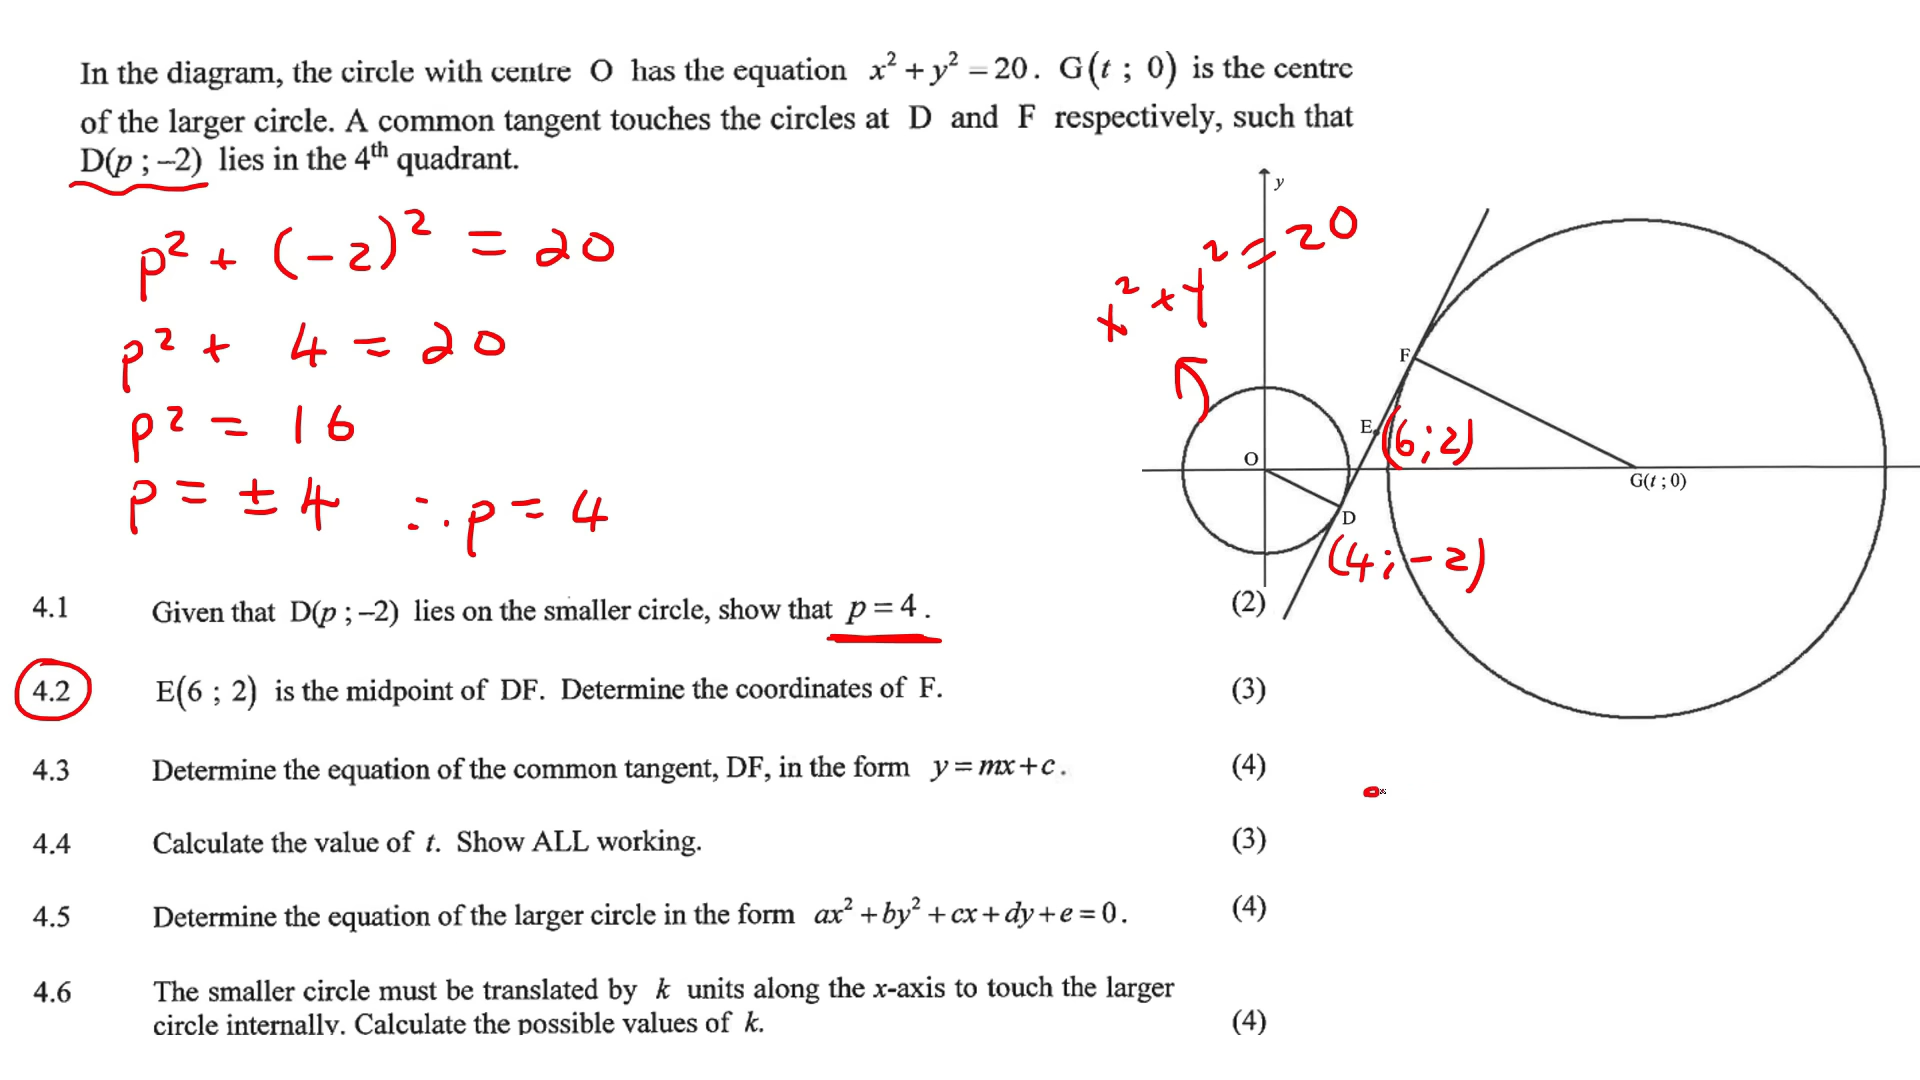 In the diagram, the circle with centre O has the equation x² + y² = 20. G(t ; 0) is the centre
of the larger circle. A common tangent touches the circles at D and F respectively, such that
D(p ; –2) lies in the 4th quadrant.
p² + (-2)² = 20
p² + 4 = 20
p² = 16
p = ± 4 ∴ p = 4
y
x² + y² = 20
F
E
(6;2)
O
G(t ; 0)
D
(4;-2)
4.1 Given that D(p ; –2) lies on the smaller circle, show that p = 4. (2)
4.2 E(6 ; 2) is the midpoint of DF. Determine the coordinates of F. (3)
4.3 Determine the equation of the common tangent, DF, in the form y = mx + c. (4)
4.4 Calculate the value of t. Show ALL working. (3)
4.5 Determine the equation of the larger circle in the form ax² + by² + cx + dy + e = 0. (4)
4.6 The smaller circle must be translated by k units along the x-axis to touch the larger
circle internally. Calculate the possible values of k. (4)